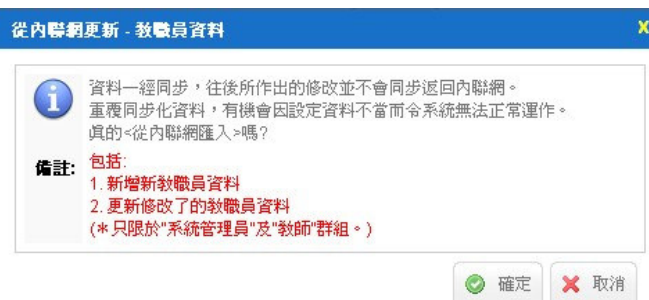 從內聯網更新 - 教職員資料
X
資料一經同步，往後所作出的修改並不會同步返回內聯網。
重覆同步化資料，有機會因設定資料不當而令系統無法正常運作。
真的<從內聯網匯入>嗎?
備註: 包括:
1. 新增新教職員資料
2. 更新修改了的教職員資料
(* 只限於"系統管理員"及"教師"群組。)
確定 取消